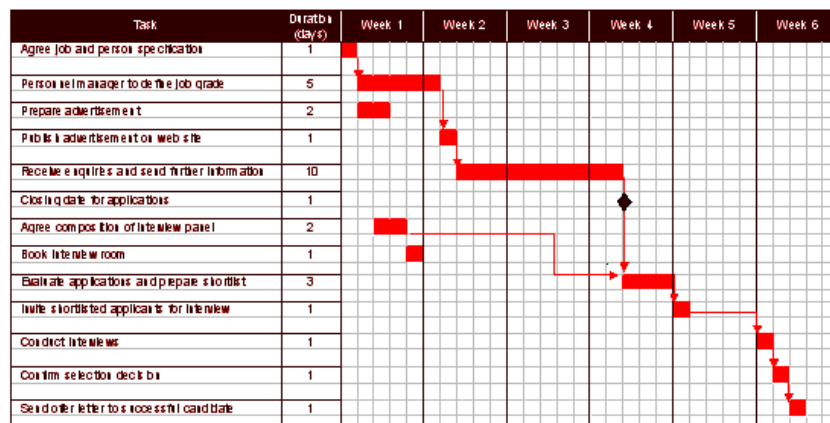 Task Duration (days) Week 1 Week 2 Week 3 Week 4 Week 5 Week 6
Agree job and person specification 1
Personnel manager to define job grade 5
Prepare advertisement 2
Publish advertisement on web site 1
Receive enquiries and send further information 10
Closing date for applications 1
Agree composition of interview panel 2
Book interview room 1
Evaluate applications and prepare shortlist 3
Invite shortlisted applicants for interview 1
Conduct interviews 1
Confirm selection decision 1
Send offer letter to successful candidate 1